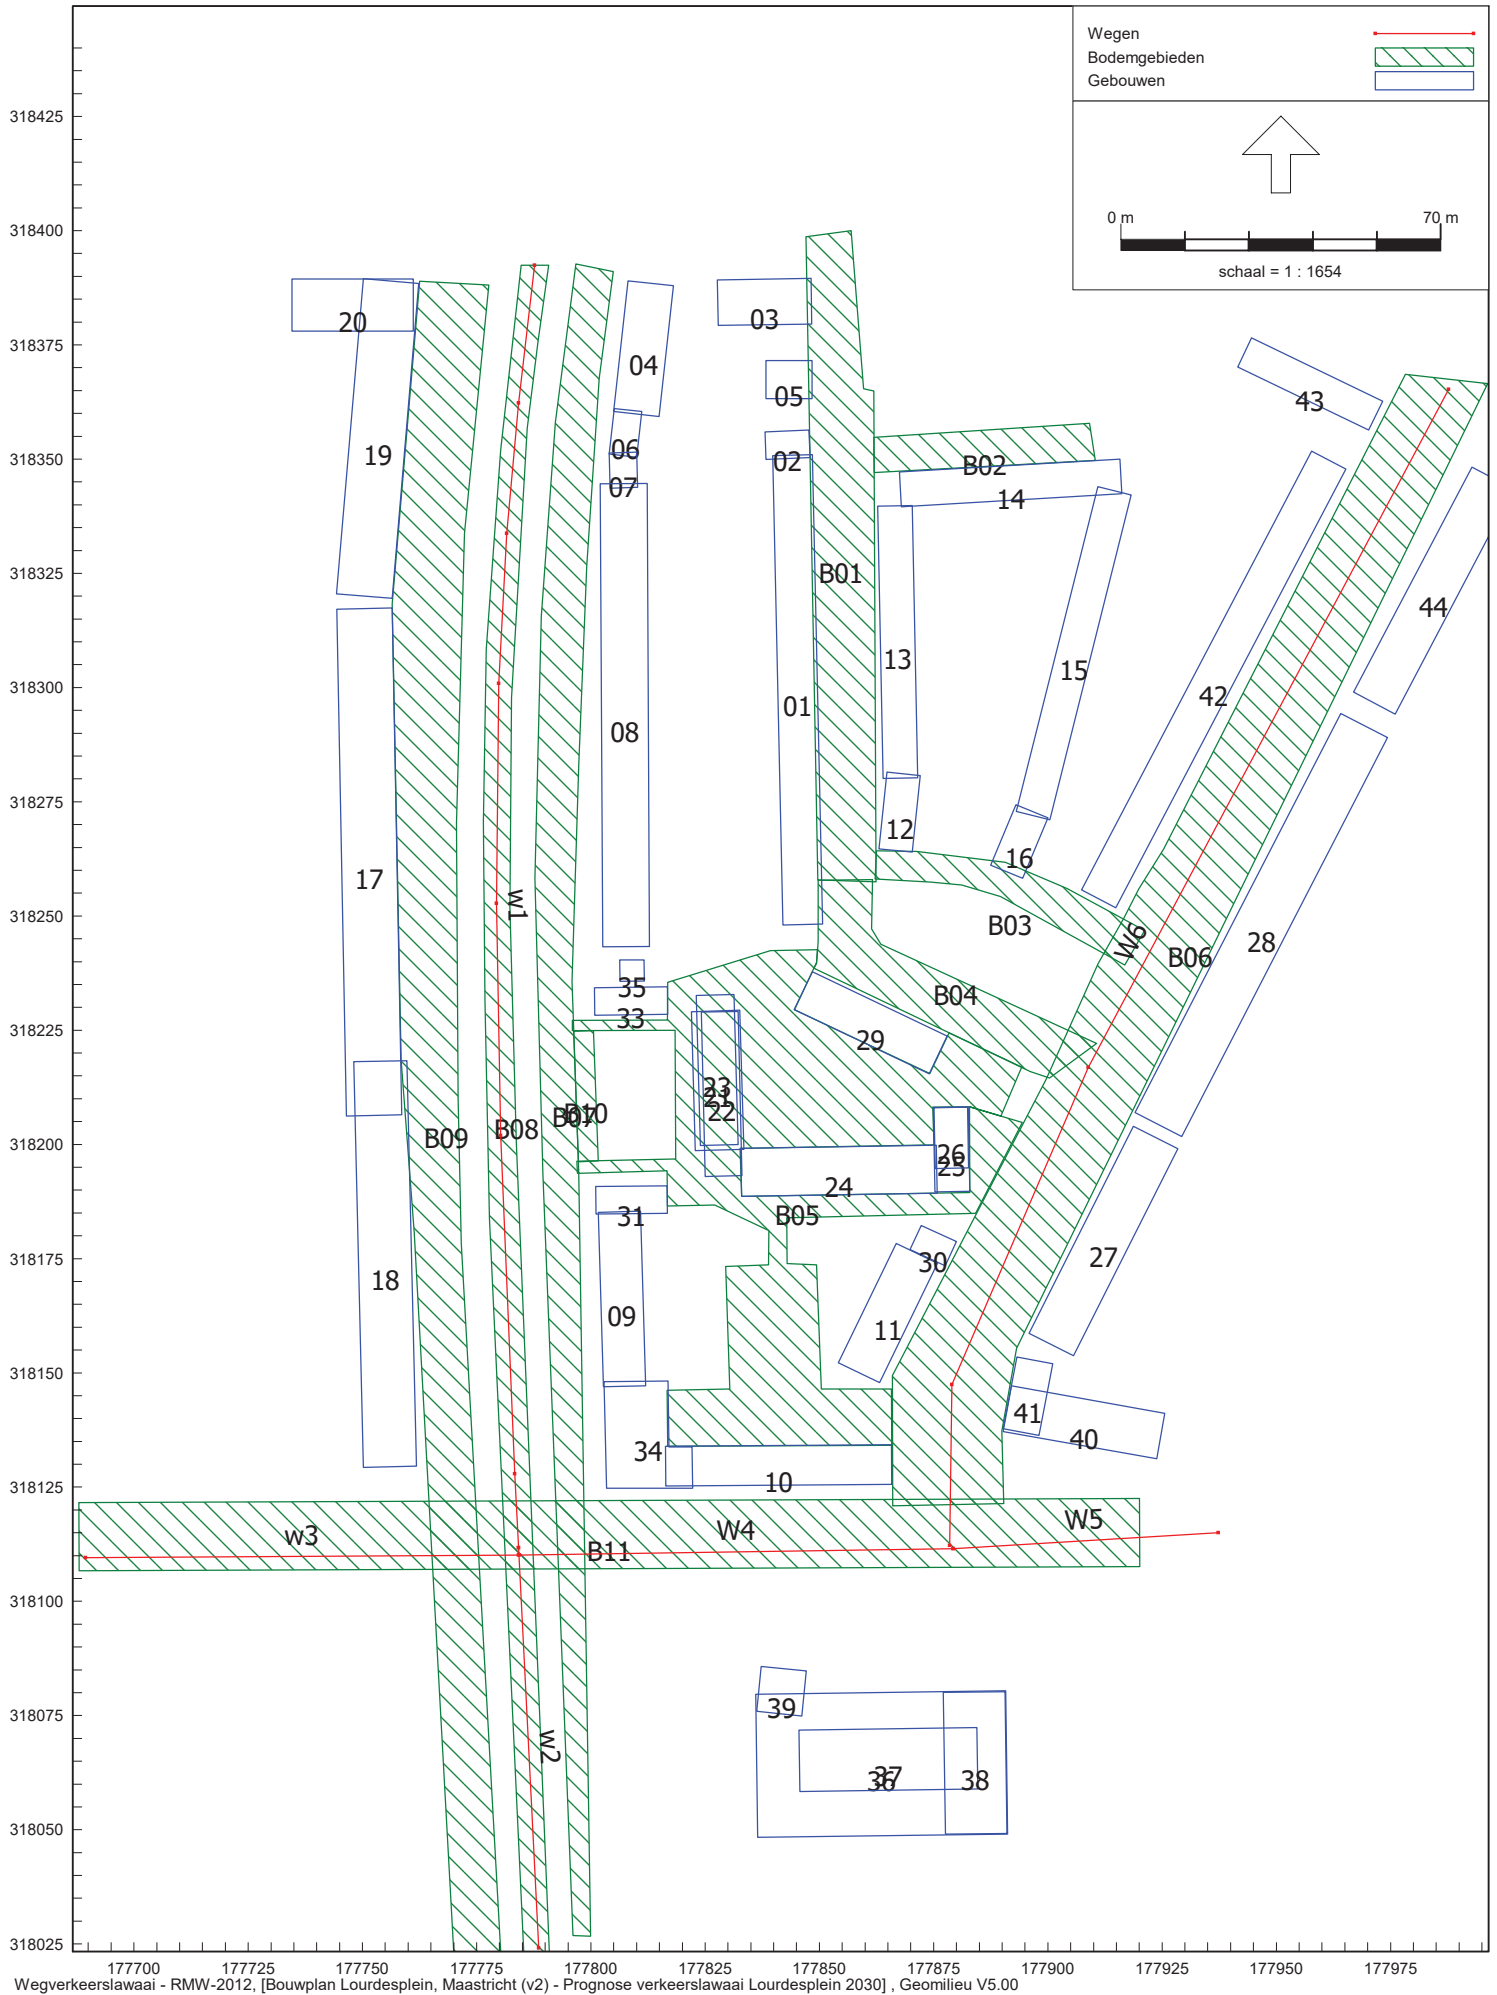 Wegen
Bodemgebieden
Gebouwen
0 m 70 m
schaal = 1 : 1654
318425
318400
318375
318350
318325
318300
318275
318250
318225
318200
318175
318150
318125
318100
318075
318050
318025
20
04
03
05
43
19
06
02
B02
07
14
B01
44
13
15
42
08
01
12
16
17
w1
B03
W6
28
B06
35
B04
33
29
23
21
22
B07
B10
B09
B08
26
25
24
31
B05
30
27
18
09
11
41
34
40
10
w3
W4
W5
B11
w2
39
37
36
38
177700 177725 177750 177775 177800 177825 177850 177875 177900 177925 177950 177975
Wegverkeerslawaai - RMW-2012, [Bouwplan Lourdesplein, Maastricht (v2) - Prognose verkeerslawaai Lourdesplein 2030] , Geomilieu V5.00